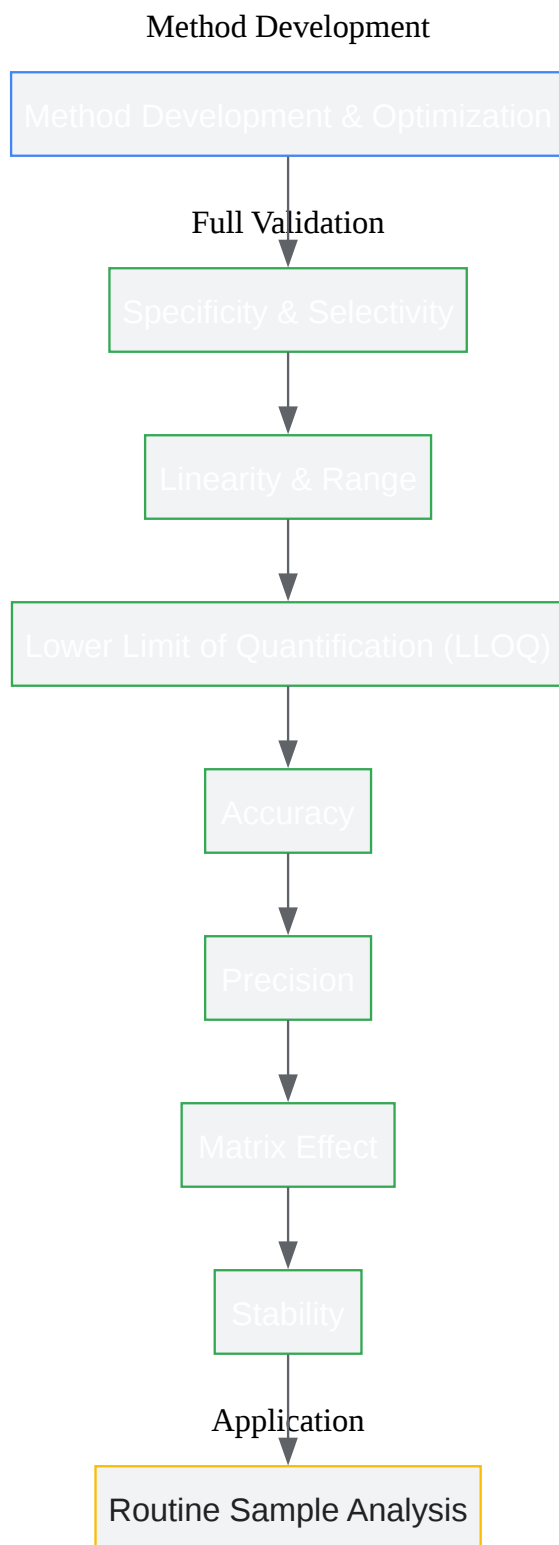 Method Development
Method Development & Optimization
Full Validation
Specificity & Selectivity
Linearity & Range
Lower Limit of Quantification (LLOQ)
Accuracy
Precision
Matrix Effect
Stability
Application
Routine Sample Analysis